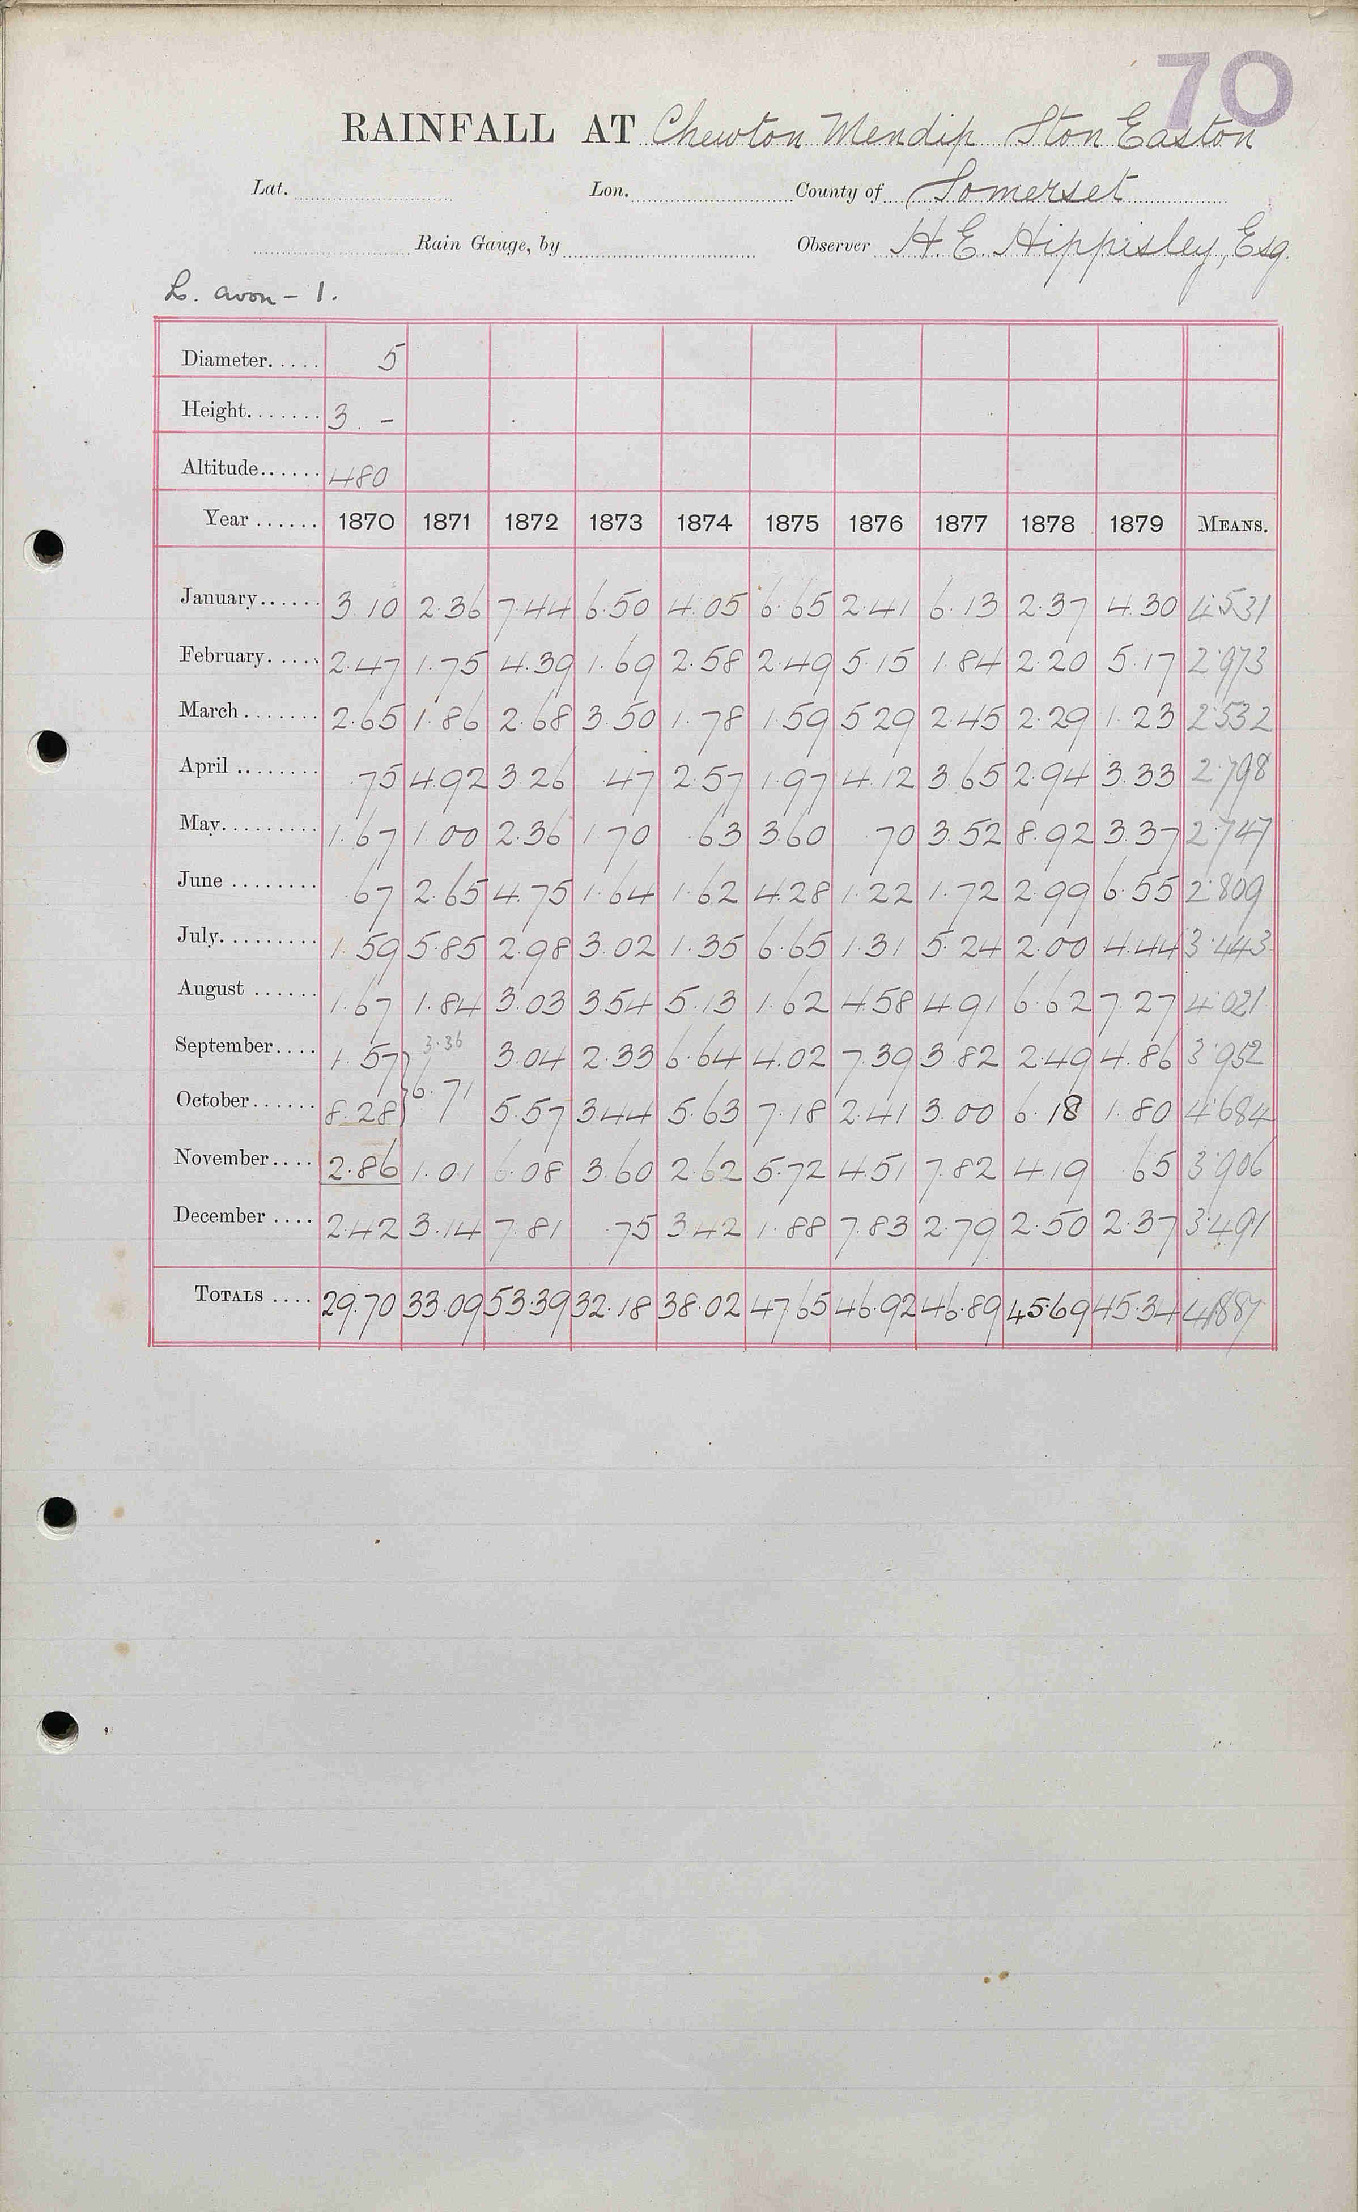 70
RAINFALL AT Chewton Mendip Ston Easton
Lat. Lon. County of Somerset
Rain Gauge, by Observer H. E. Hippisley, Esq.
L. avon - 1.
Diameter..... 5
Height....... 3 -
Altitude...... 480
Year ...... 1870 1871 1872 1873 1874 1875 1876 1877 1878 1879 MEANS.
January...... 3.10 2.36 7.44 6.50 4.05 6.65 2.41 6.13 2.37 4.30 4.531
February..... 2.47 1.75 4.39 1.69 2.58 2.49 5.15 1.84 2.20 5.17 2.973
March....... 2.65 1.86 2.68 3.50 1.78 1.59 5.29 2.45 2.29 1.23 2.532
April ........ .75 4.92 3.26 .47 2.57 1.97 4.12 3.65 2.94 3.33 2.798
May......... 1.67 1.00 2.36 1.70 .63 3.60 .70 3.52 8.92 3.37 2.747
June ........ .67 2.65 4.75 1.64 1.62 4.28 1.22 1.72 2.99 6.55 2.809
July......... 1.59 5.85 2.98 3.02 1.35 6.65 1.31 5.24 2.00 4.44 3.443
August ...... 1.67 1.84 3.03 3.54 5.13 1.62 4.58 4.91 6.62 7.27 4.021
September.... 1.57 3.36 3.04 2.33 6.64 4.02 7.39 3.82 2.49 4.86 3.952
October...... 8.28 } 6.71 5.57 3.44 5.63 7.18 2.41 3.00 6.18 1.80 4.684
November.... 2.86 1.01 6.08 3.60 2.62 5.72 4.51 7.82 4.19 .65 3.906
December .... 2.42 3.14 7.81 .75 3.42 1.88 7.83 2.79 2.50 2.37 3.491
TOTALS .... 29.70 33.09 53.39 32.18 38.02 47.65 46.92 46.89 45.69 45.34 41.887